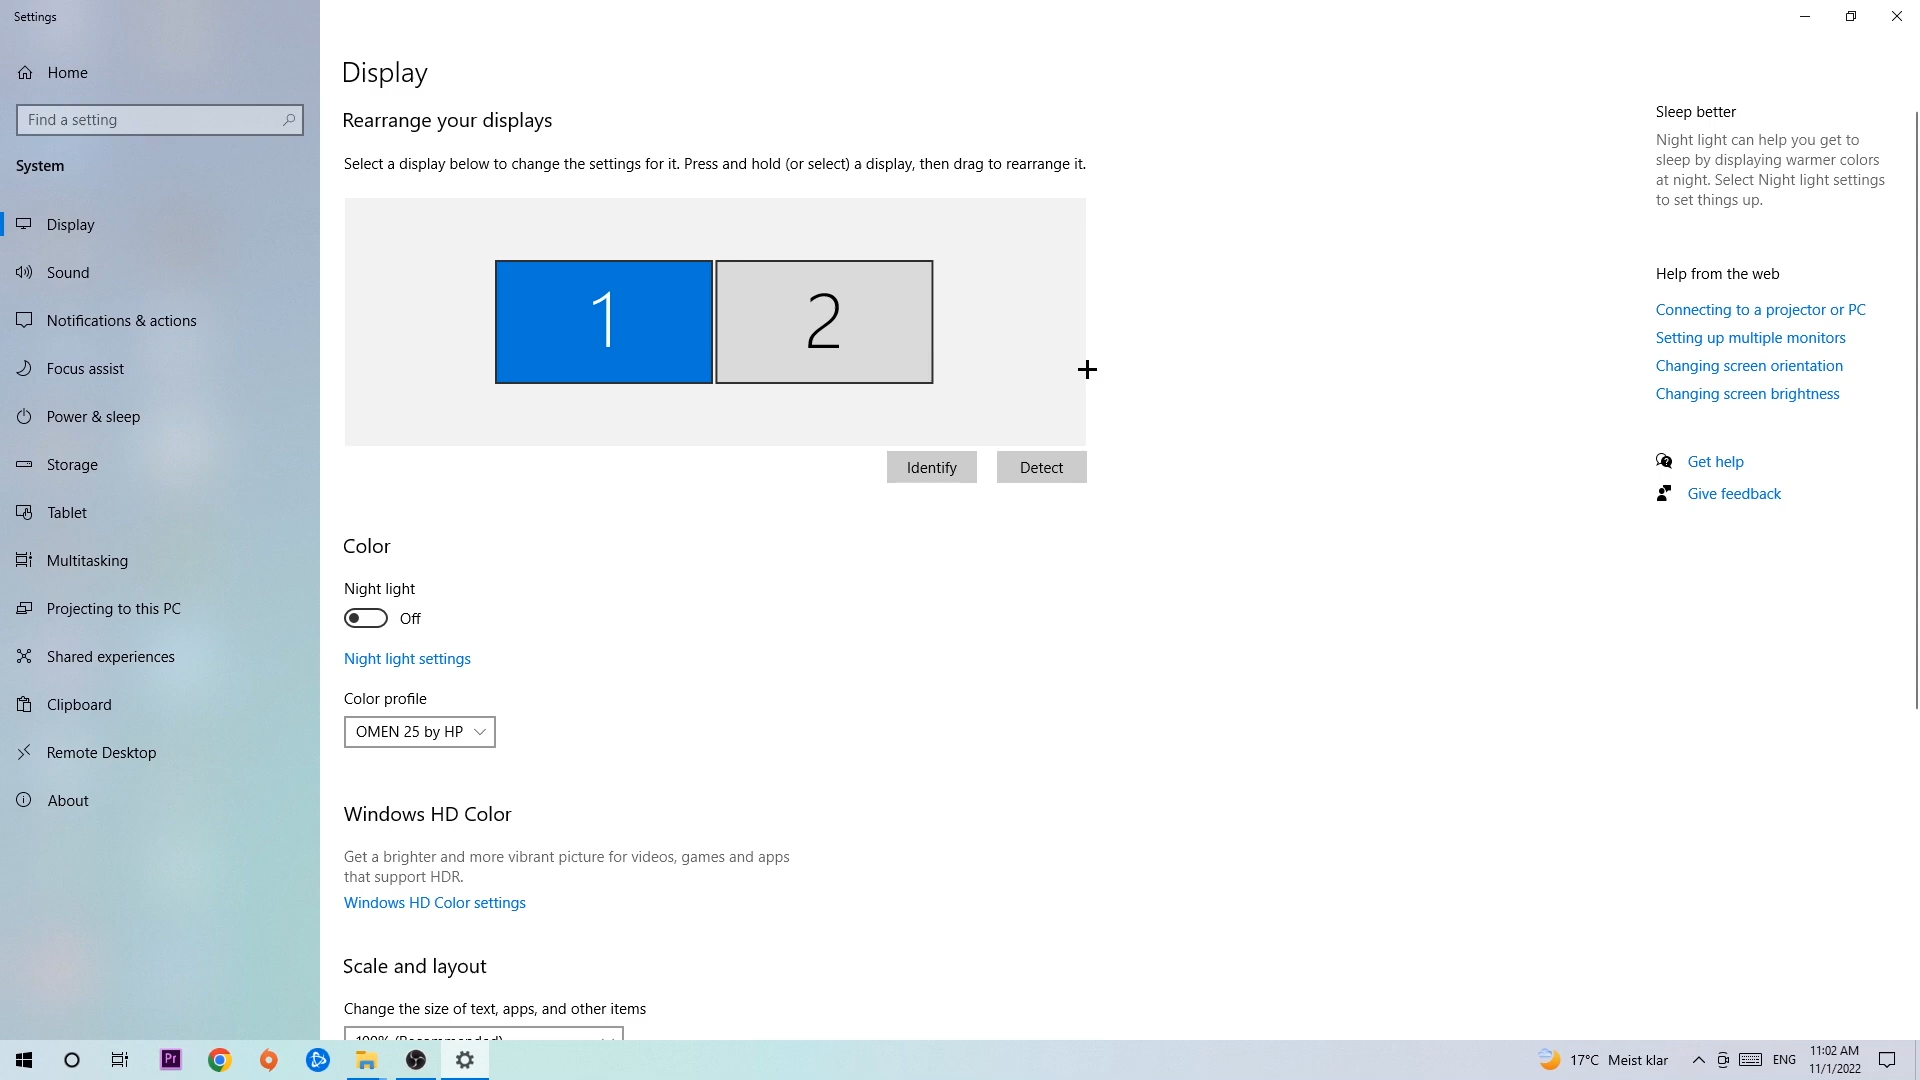 Settings
Home
Find a setting
System
Display
Sound
Notifications & actions
Focus assist
Power & sleep
Storage
Tablet
Multitasking
Projecting to this PC
Shared experiences
Clipboard
Remote Desktop
About
Display
Rearrange your displays
Select a display below to change the settings for it. Press and hold (or select) a display, then drag to rearrange it.
1
2
Identify
Detect
Color
Night light
Off
Night light settings
Color profile
OMEN 25 by HP
Windows HD Color
Get a brighter and more vibrant picture for videos, games and apps
that support HDR.
Windows HD Color settings
Scale and layout
Change the size of text, apps, and other items
100% (Recommended)
Sleep better
Night light can help you get to
sleep by displaying warmer colors
at night. Select Night light settings
to set things up.
Help from the web
Connecting to a projector or PC
Setting up multiple monitors
Changing screen orientation
Changing screen brightness
Get help
Give feedback
Pr
17°C Meist klar
ENG
11:02 AM
11/1/2022